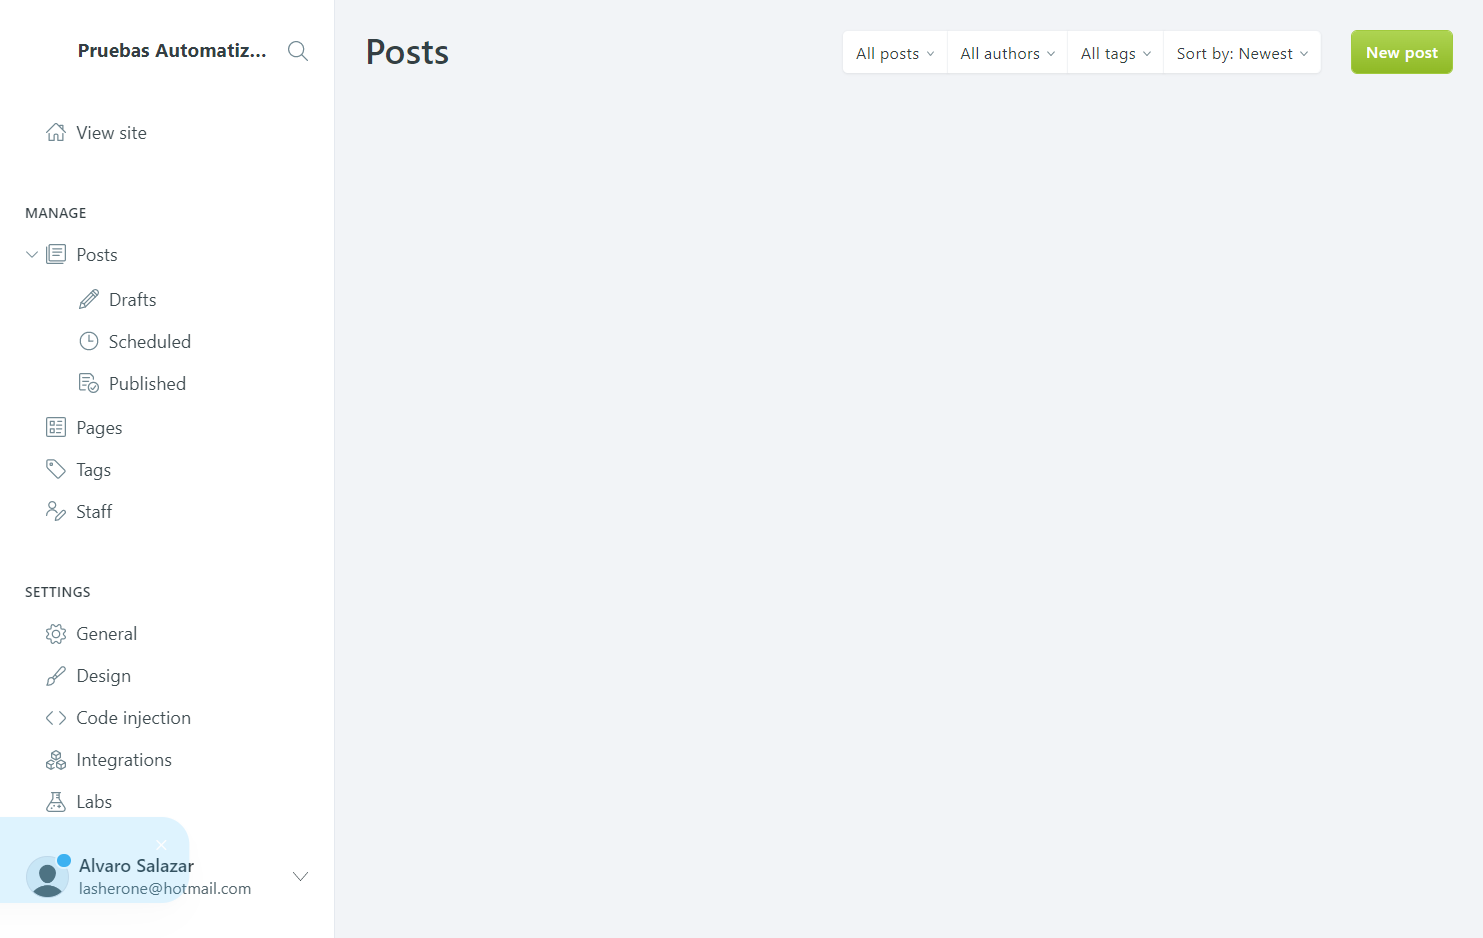 Pruebas Automatiz...
View site
MANAGE
Posts
Drafts
Scheduled
Published
Pages
Tags
Staff
SETTINGS
General
Design
Code injection
Integrations
Labs
Alvaro Salazar
lasherone@hotmail.com
Posts
All posts
All authors
All tags
Sort by: Newest
New post